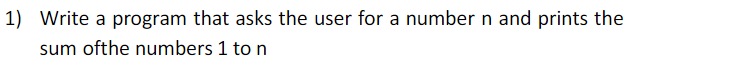 1) Write a program that asks the user for a number n and prints the
sum ofthe numbers 1 to n